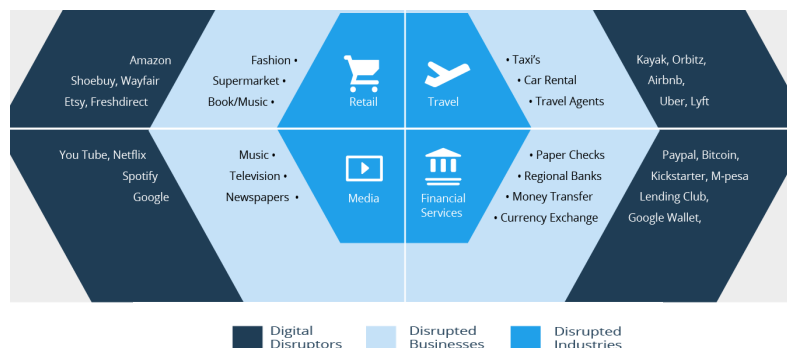 Amazon
Shoebuy, Wayfair
Etsy, Freshdirect
Fashion •
Supermarket •
Book/Music •
Retail
Travel
• Taxi's
• Car Rental
• Travel Agents
Kayak, Orbitz,
Airbnb,
Uber, Lyft
You Tube, Netflix
Spotify
Google
Music •
Television •
Newspapers •
Media
Financial
Services
• Paper Checks
• Regional Banks
• Money Transfer
• Currency Exchange
Paypal, Bitcoin,
Kickstarter, M-pesa
Lending Club,
Google Wallet,
Digital
Disruptors
Disrupted
Businesses
Disrupted
Industries